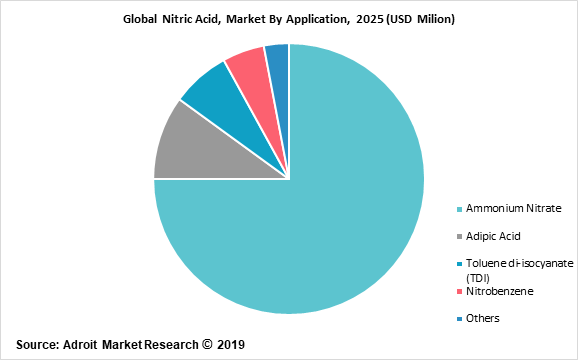 Global Nitric Acid, Market By Application, 2025 (USD Milion)
Ammonium Nitrate
Adipic Acid
Toluene di-isocyanate
(TDI)
Nitrobenzene
Others
Source: Adroit Market Research © 2019